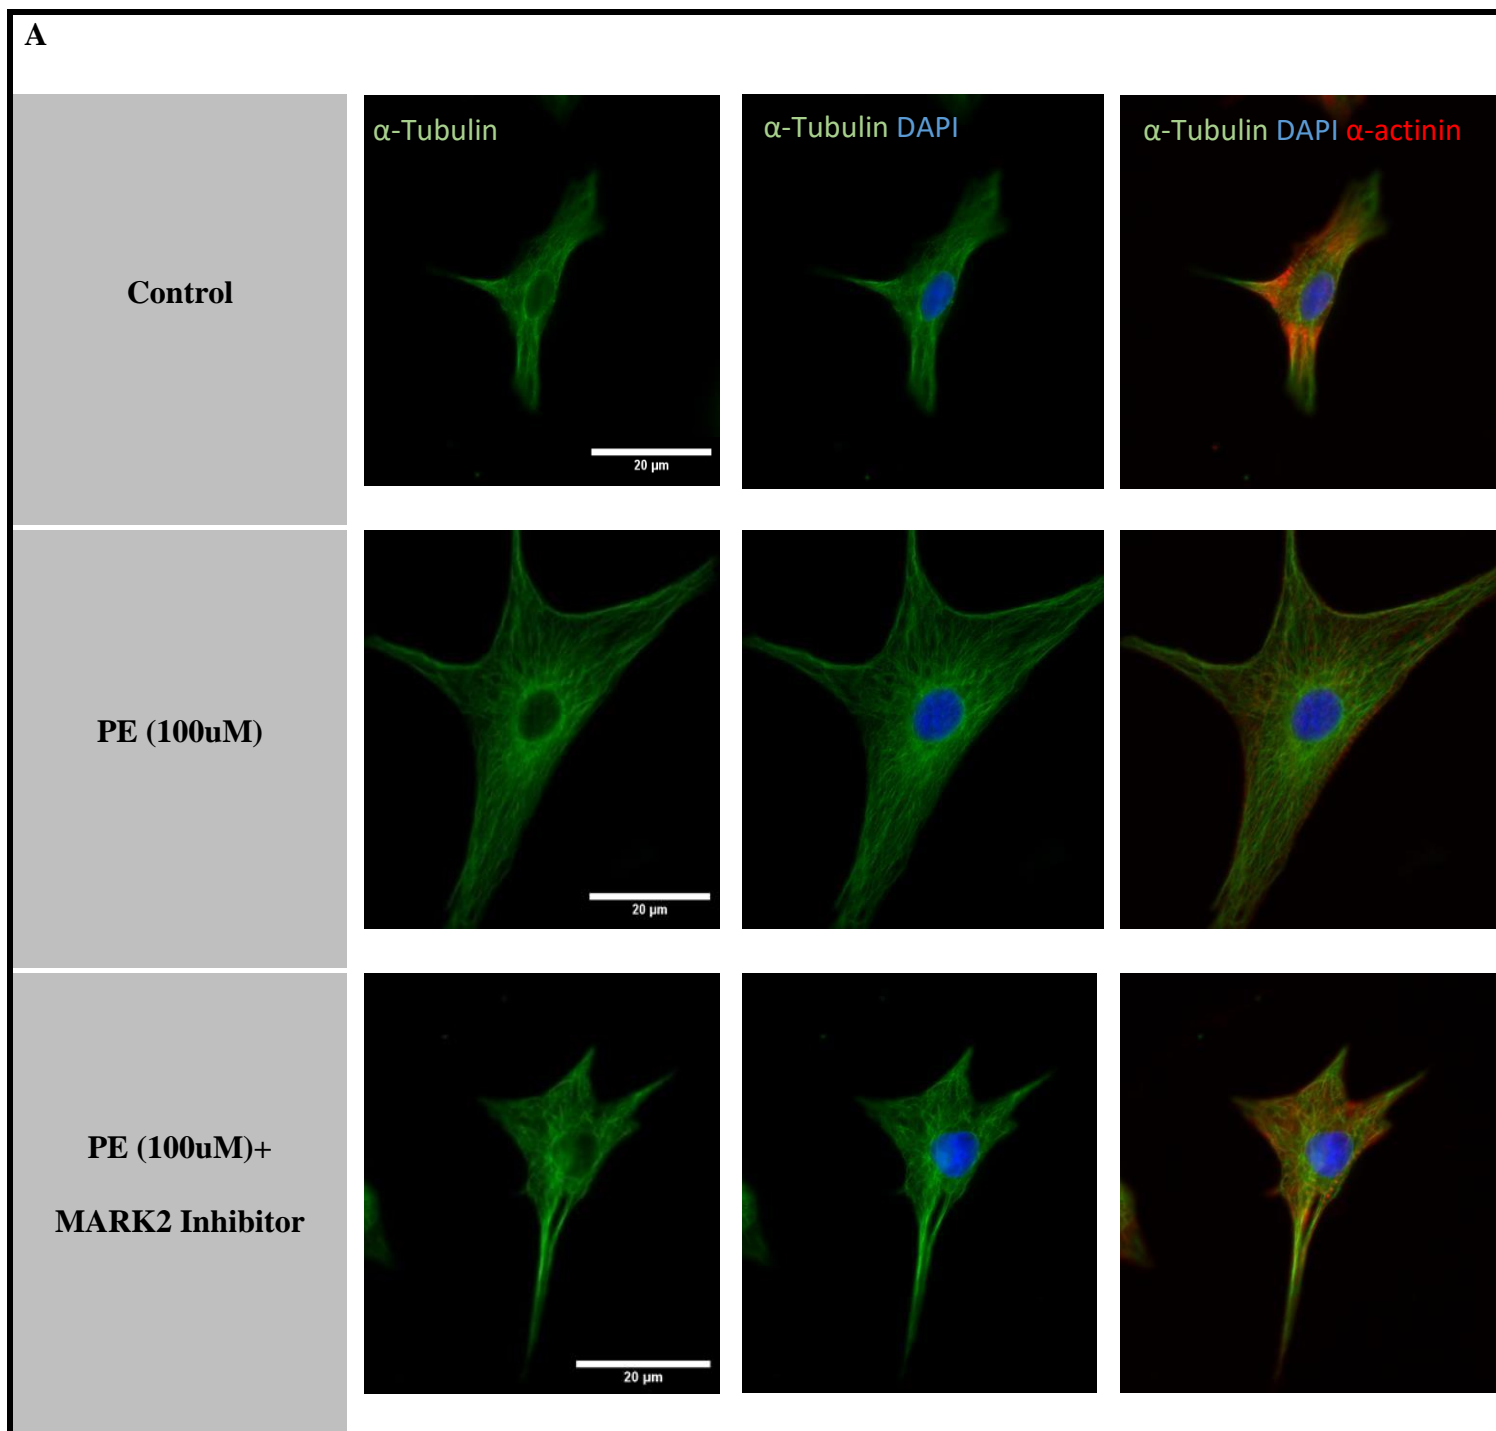 A
α-Tubulin
α-Tubulin DAPI
α-Tubulin DAPI α-actinin
Control
20 µm
PE (100uM)
20 µm
PE (100uM)+
MARK2 Inhibitor
20 µm